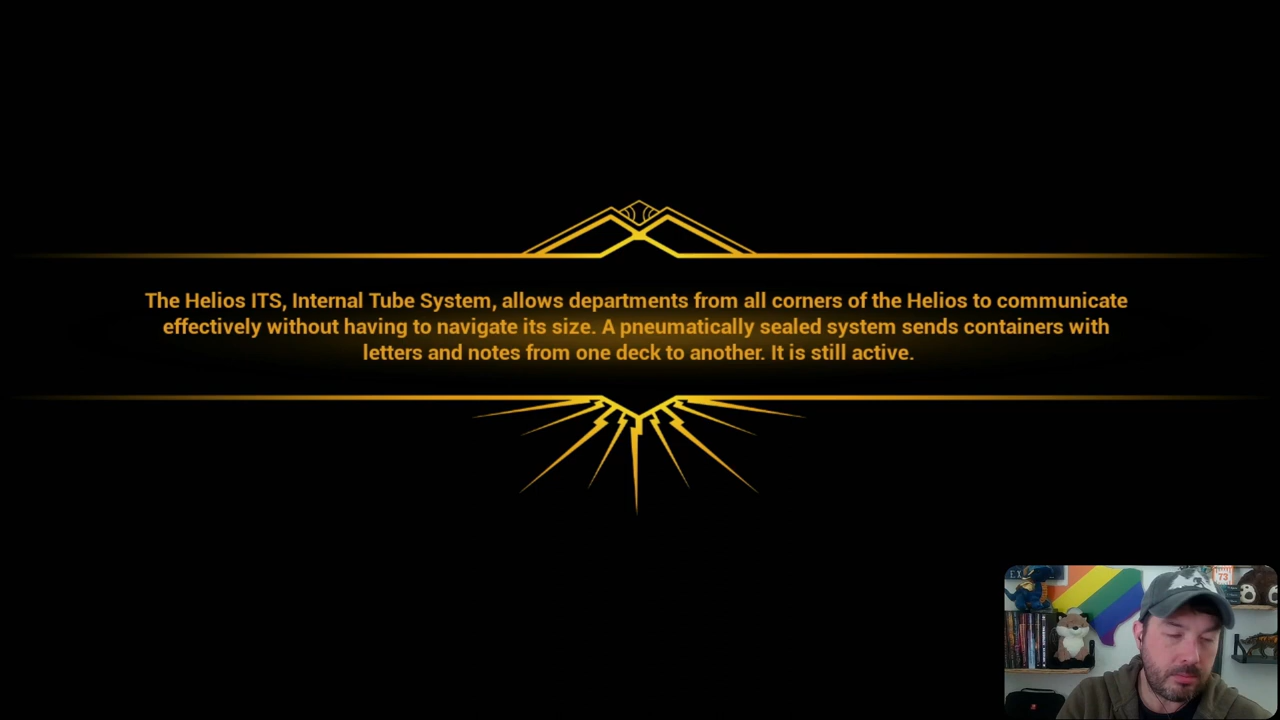 The Helios ITS, Internal Tube System, allows departments from all corners of the Helios to communicate
effectively without having to navigate its size. A pneumatically sealed system sends containers with
letters and notes from one deck to another. It is still active.
73